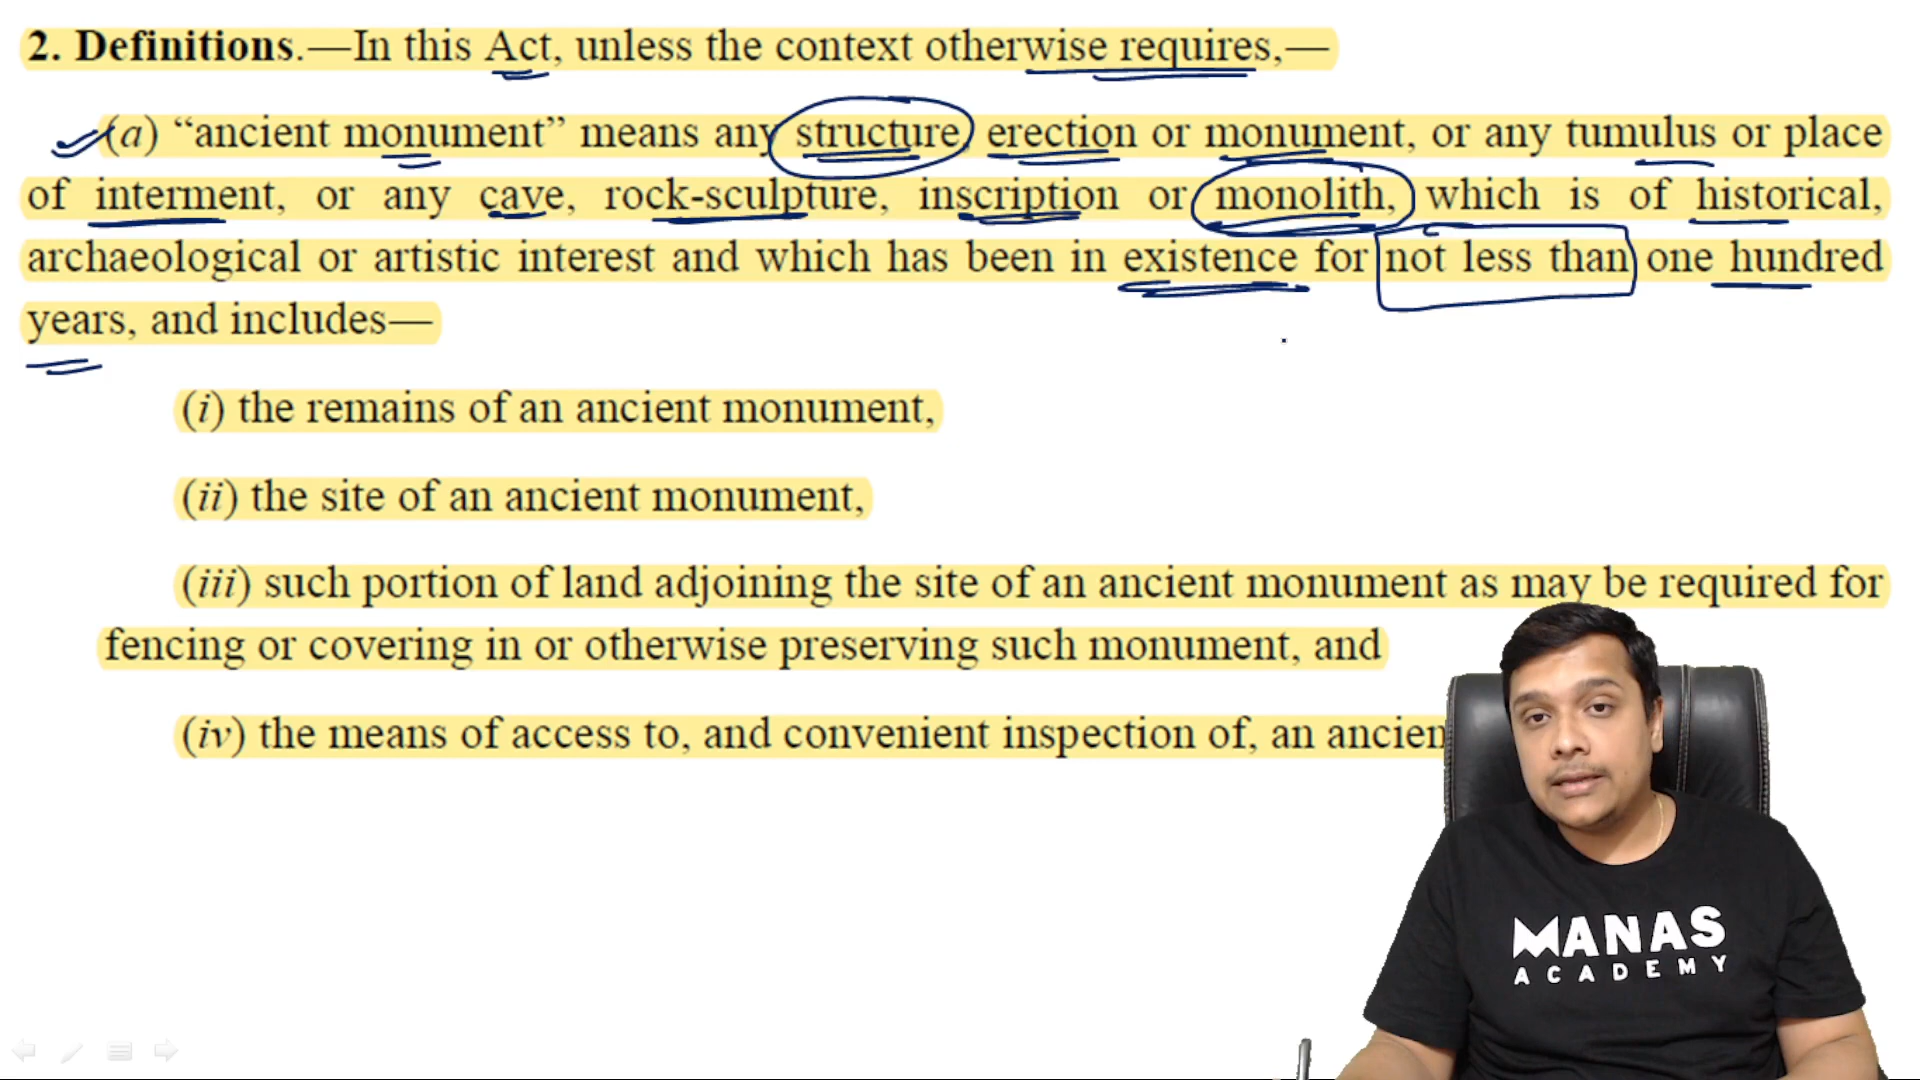 2. Definitions.—In this Act, unless the context otherwise requires,—
(a) “ancient monument” means any structure, erection or monument, or any tumulus or place
of interment, or any cave, rock-sculpture, inscription or monolith, which is of historical,
archaeological or artistic interest and which has been in existence for not less than one hundred
years, and includes—
(i) the remains of an ancient monument,
(ii) the site of an ancient monument,
(iii) such portion of land adjoining the site of an ancient monument as may be required for
fencing or covering in or otherwise preserving such monument, and
(iv) the means of access to, and convenient inspection of, an ancien
MANAS
ACADEMY